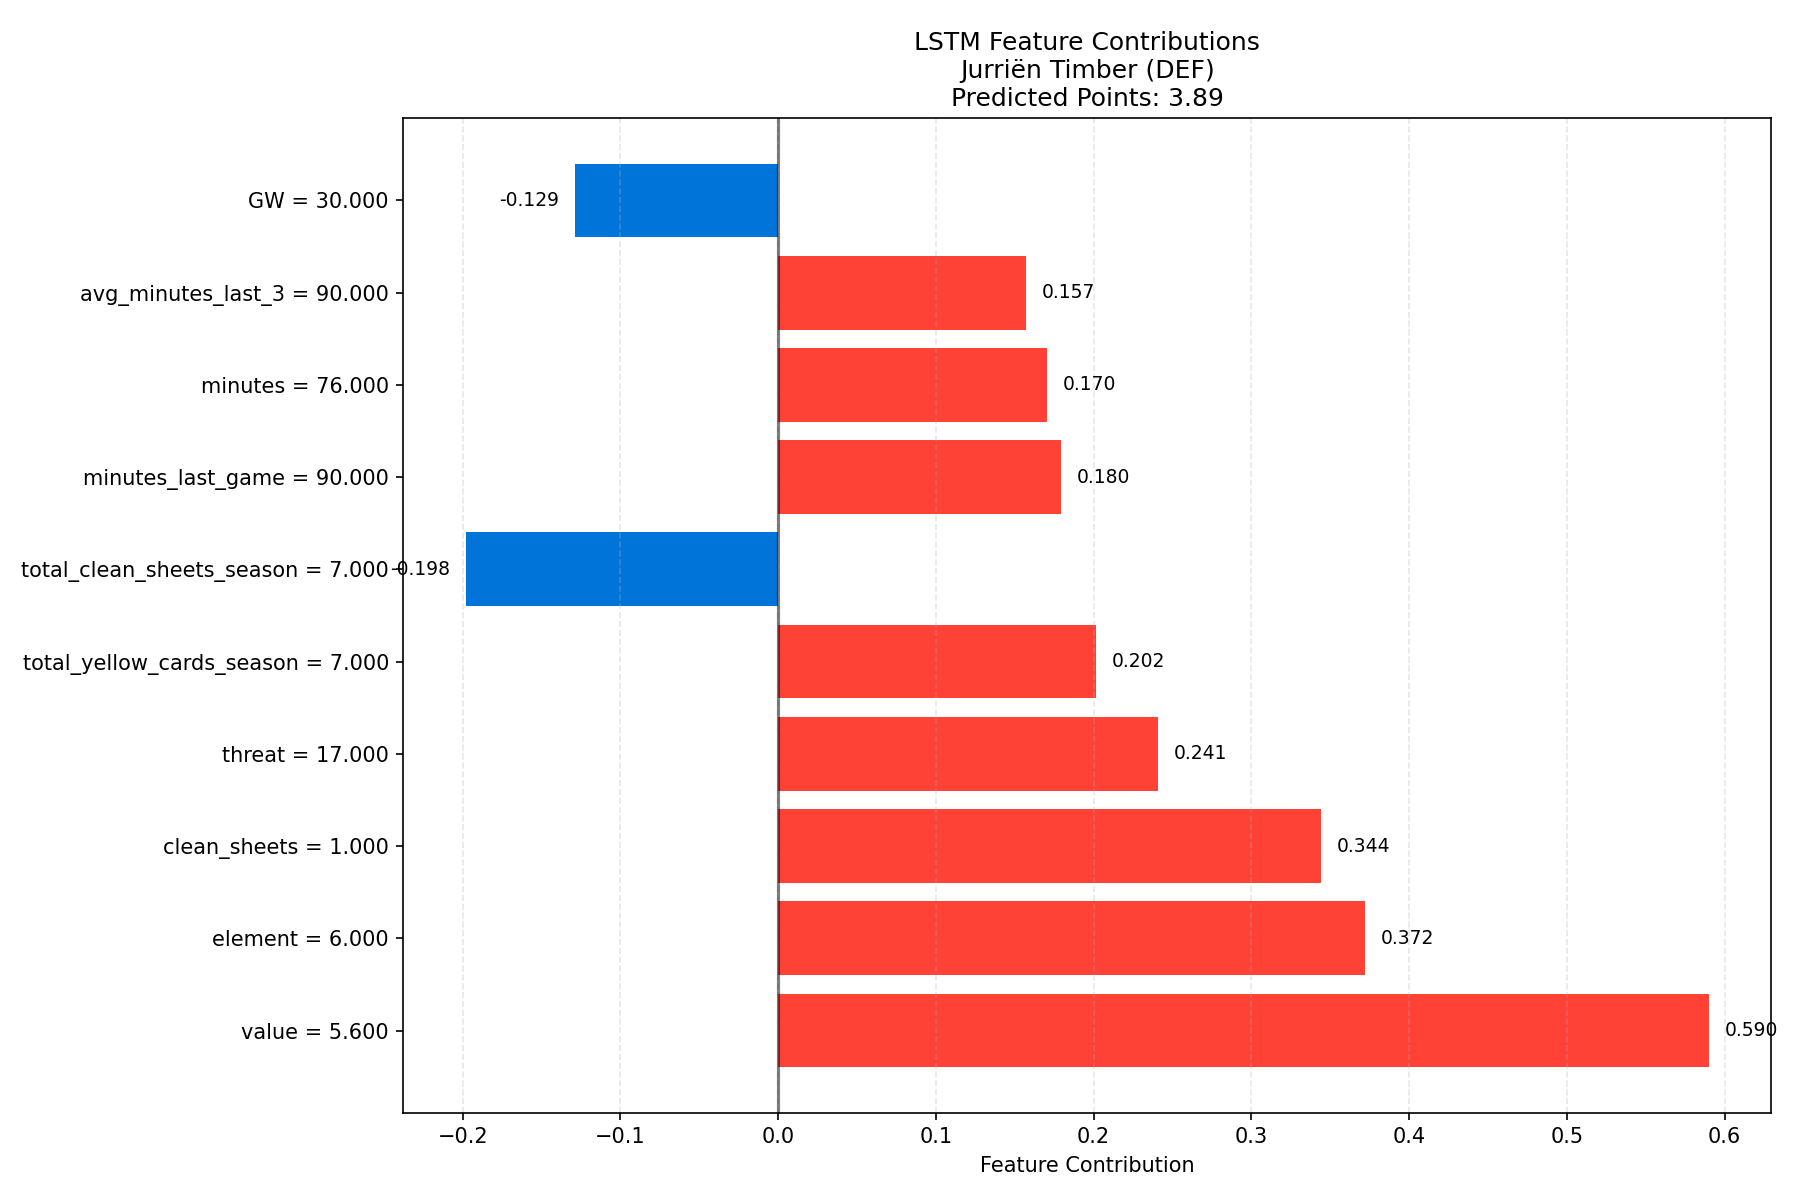 LSTM Feature Contributions
Jurriën Timber (DEF)
Predicted Points: 3.89
GW = 30.000
-0.129
avg_minutes_last_3 = 90.000
0.157
minutes = 76.000
0.170
minutes_last_game = 90.000
0.180
total_clean_sheets_season = 7.000
-0.198
total_yellow_cards_season = 7.000
0.202
threat = 17.000
0.241
clean_sheets = 1.000
0.344
element = 6.000
0.372
value = 5.600
0.590
−0.2 −0.1 0.0 0.1 0.2 0.3 0.4 0.5 0.6
Feature Contribution